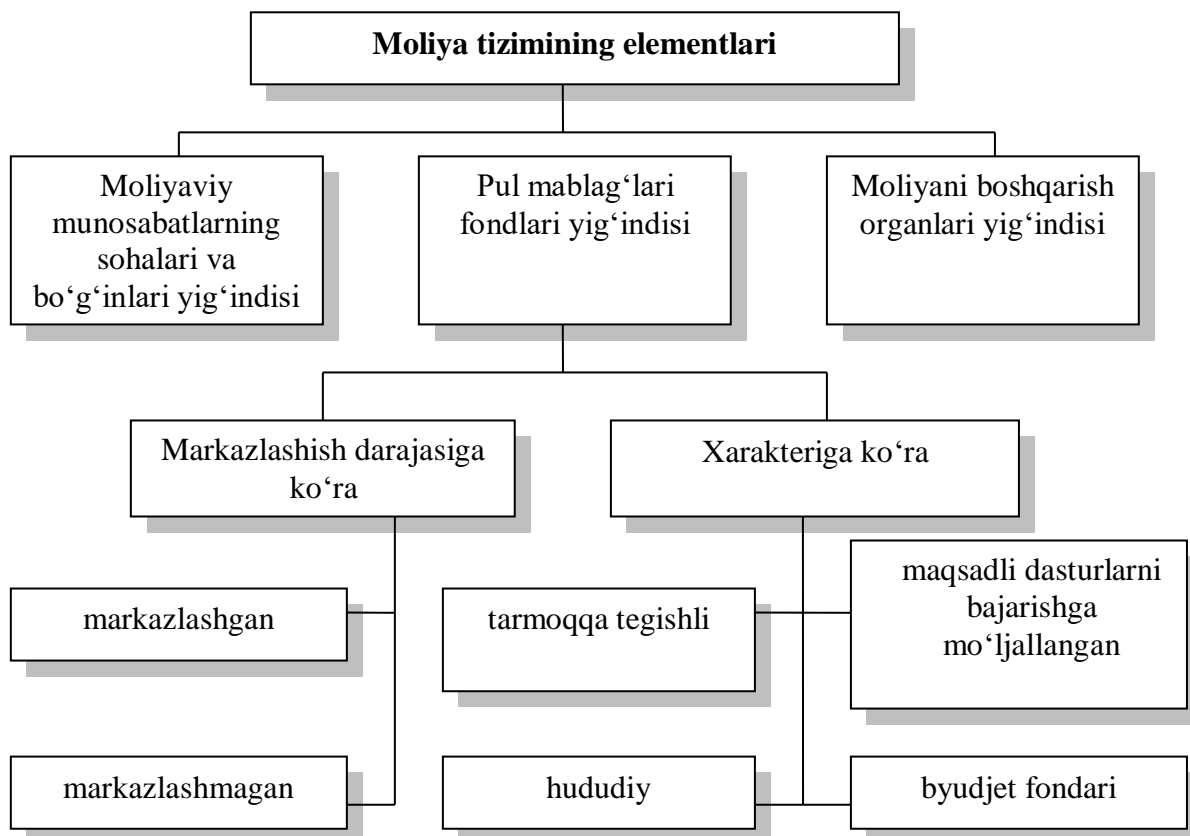 Moliya tizimining elementlari
Moliyaviy
munosabatlarning
sohalari va
bo‘g‘inlari yig‘indisi
Pul mablag‘lari
fondlari yig‘indisi
Moliyani boshqarish
organlari yig‘indisi
Markazlashish darajasiga
ko‘ra
Xarakteriga ko‘ra
markazlashgan
tarmoqqa tegishli
maqsadli dasturlarni
bajarishga
mo‘ljallangan
markazlashmagan
hududiy
byudjet fondari